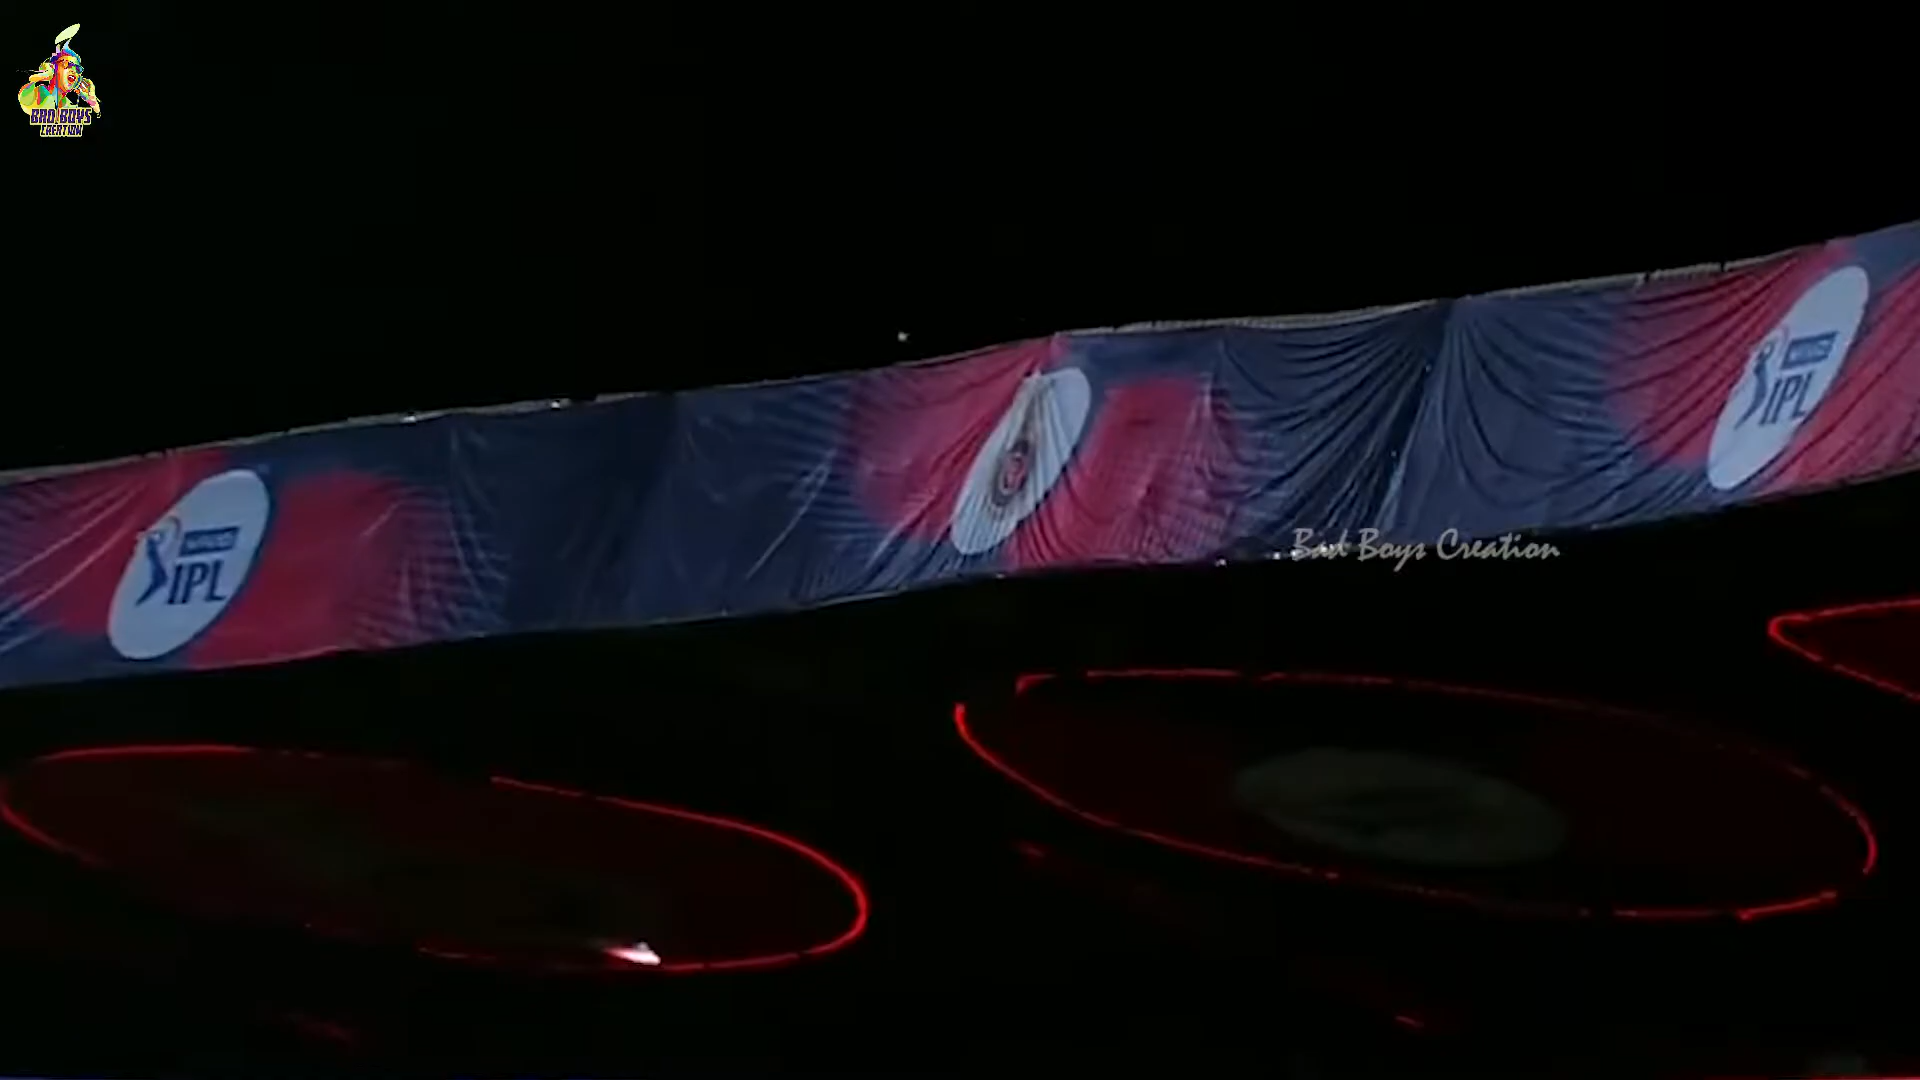 BAD BOYS
CREATION
IPL
IPL
Bad Boys Creation